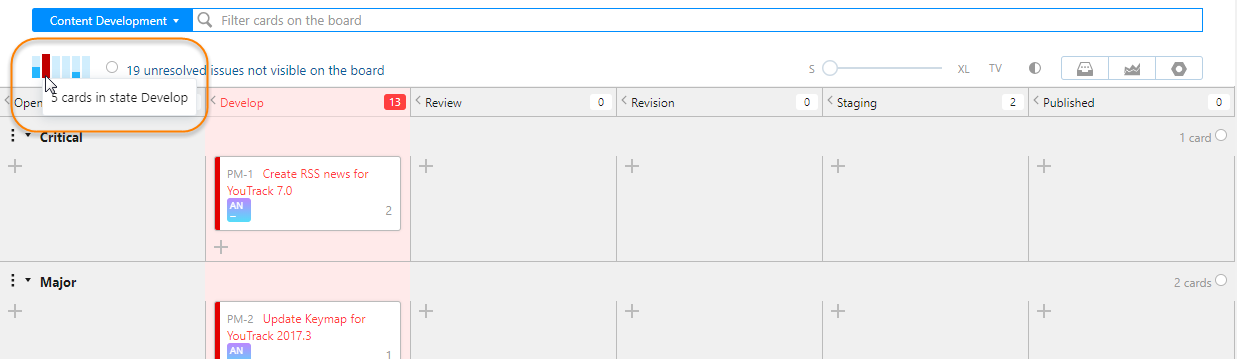 Content Development
Filter cards on the board
19 unresolved issues not visible on the board
S
XL
TV
5 cards in state Develop
Open
Develop
13
Review
0
Revision
0
Staging
2
Published
0
Critical
1 card
PM-1 Create RSS news for
YouTrack 7.0
AN
2
Major
2 cards
PM-2 Update Keymap for
YouTrack 2017.3
AN
1